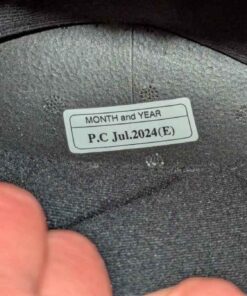 MONTH and YEAR
P.C Jul.2024(E)